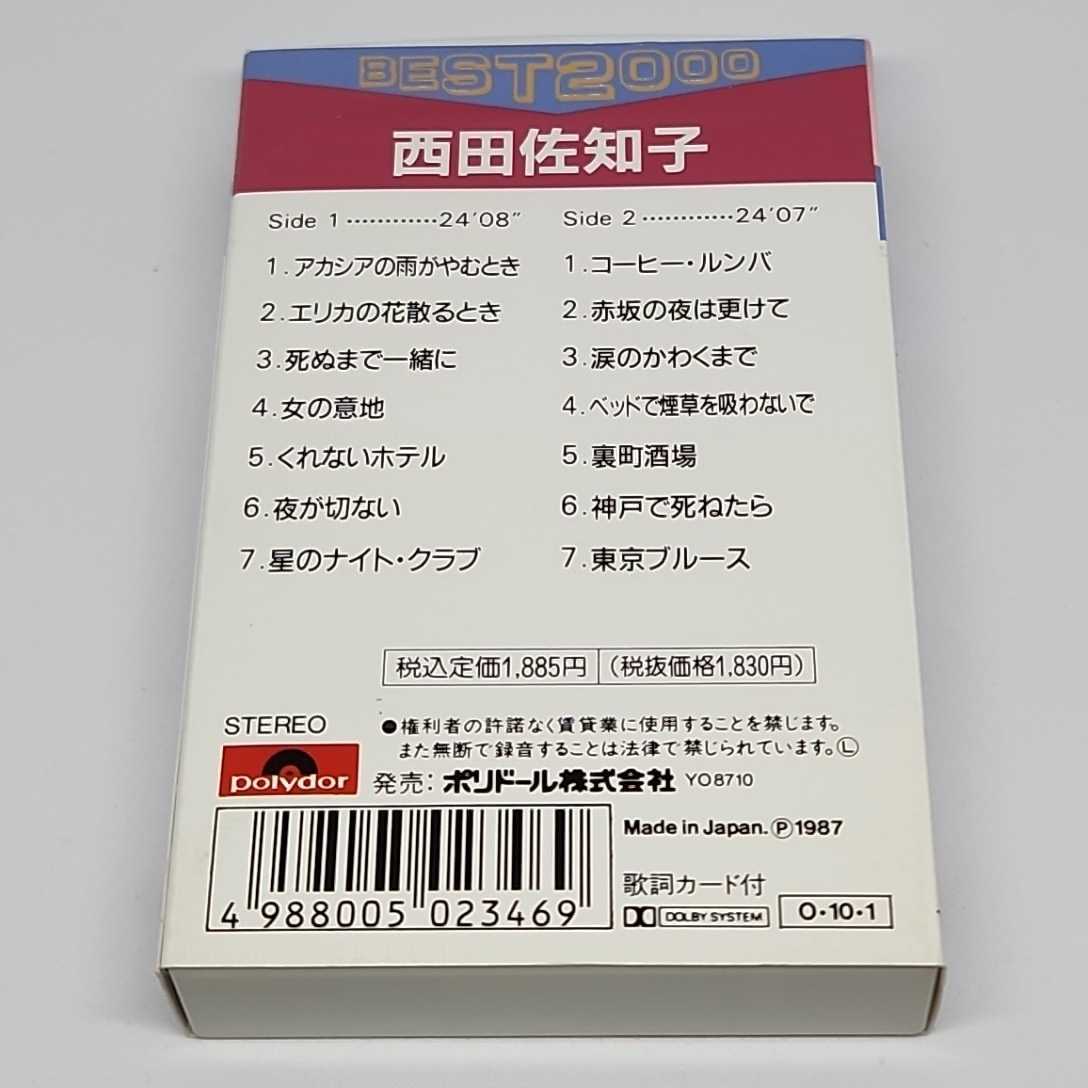 BEST2000
西田佐知子
Side 1 …………24'08"
1.アカシアの雨がやむとき
2.エリカの花散るとき
3.死ぬまで一緒に
4.女の意地
5.くれないホテル
6.夜が切ない
7.星のナイト・クラブ
Side 2 …………24'07"
1.コーヒー・ルンバ
2.赤坂の夜は更けて
3.涙のかわくまで
4.ベッドで煙草を吸わないで
5.裏町酒場
6.神戸で死ねたら
7.東京ブルース
税込定価1,885円 (税抜価格1,830円)
STEREO
●権利者の許諾なく賃貸業に使用することを禁じます。
また無断で録音することは法律で禁じられています。Ⓛ
polydor
発売:ポリドール株式会社 YO8710
4 988005 023469
Made in Japan.Ⓟ1987
歌詞カード付
DOLBY SYSTEM
O・10・1